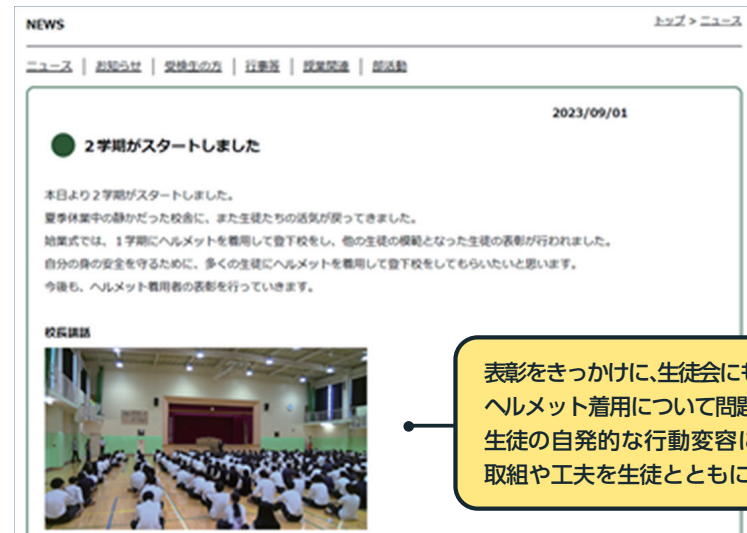 NEWS
トップ > ニュース
ニュース | お知らせ | 受検生の方 | 行事等 | 授業関連 | 部活動
2023/09/01
2学期がスタートしました
本日より2学期がスタートしました。
夏季休業中の静かだった校舎に、また生徒たちの活気が戻ってきました。
始業式では、1学期にヘルメットを着用して登下校をし、他の生徒の模範となった生徒の表彰が行われました。
自分の身の安全を守るために、多くの生徒にヘルメットを着用して登下校をしてもらいたいと思います。
今後も、ヘルメット着用者の表彰を行っていきます。
校長講話
表彰をきっかけに、生徒会に
ヘルメット着用について問題
生徒の自発的な行動変容に
取組や工夫を生徒とともに